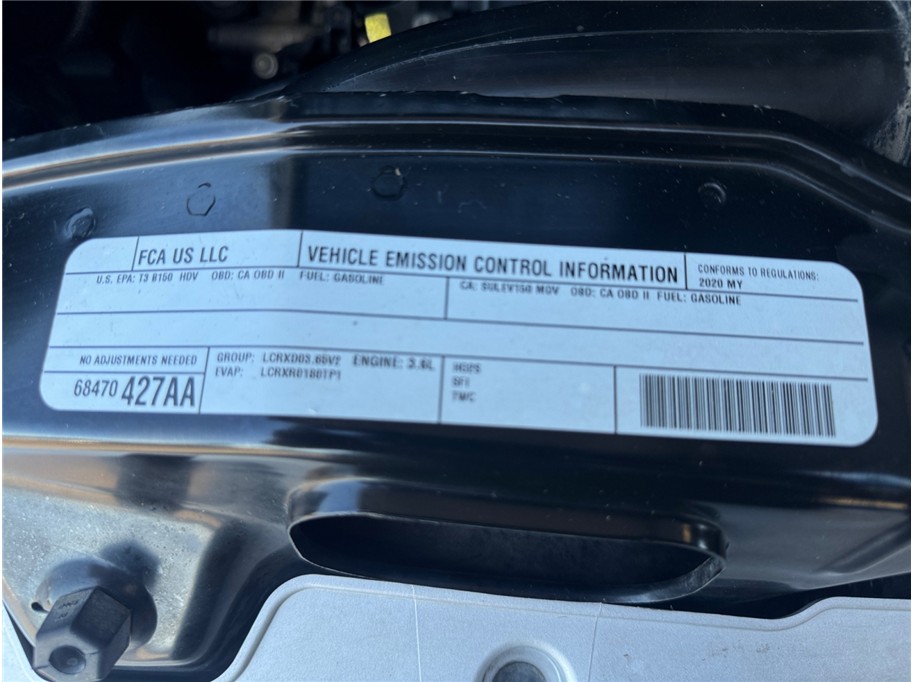 FCA US LLC
VEHICLE EMISSION CONTROL INFORMATION
CONFORMS TO REGULATIONS:
2020 MY
U.S. EPA: T3 B150 HDV OBD: CA OBD II FUEL: GASOLINE
CA: SULEV150 MDV OBD: CA OBD II FUEL: GASOLINE
NO ADJUSTMENTS NEEDED
68470 427AA
GROUP: LCRXD03.65V2 ENGINE: 3.6L
EVAP: LCRXR0180TP1
SFI
TWC